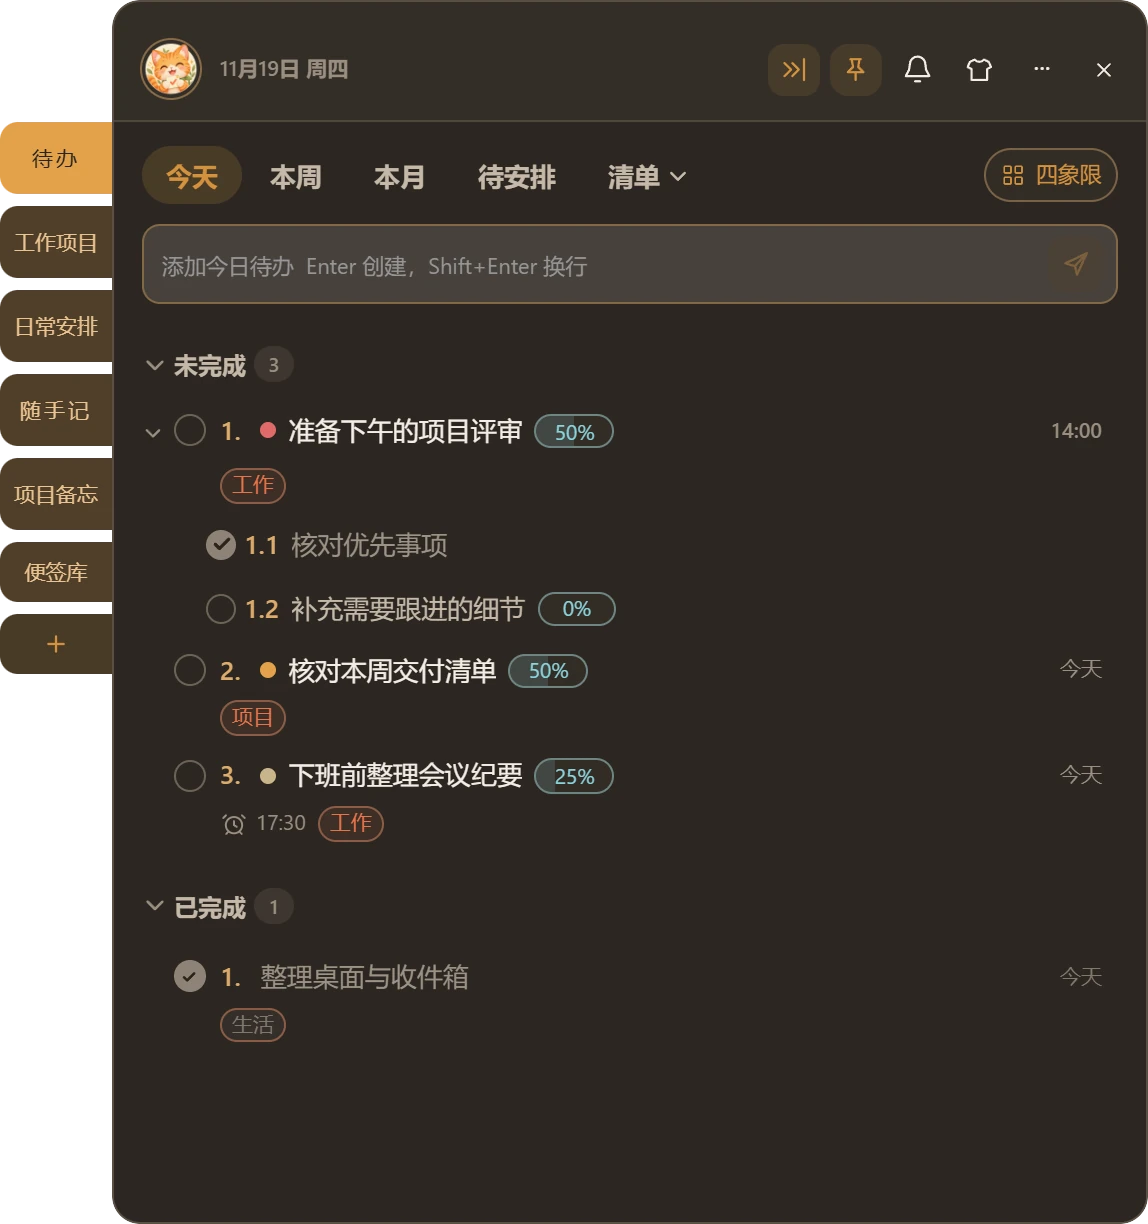 11月19日 周四
待办
工作项目
日常安排
随手记
项目备忘
便签库
+
今天 本周 本月 待安排 清单 四象限
添加今日待办 Enter 创建，Shift+Enter 换行
未完成 3
1. 准备下午的项目评审 50% 14:00
工作
1.1 核对优先事项
1.2 补充需要跟进的细节 0%
2. 核对本周交付清单 50% 今天
项目
3. 下班前整理会议纪要 25% 今天
17:30 工作
已完成 1
1. 整理桌面与收件箱 今天
生活